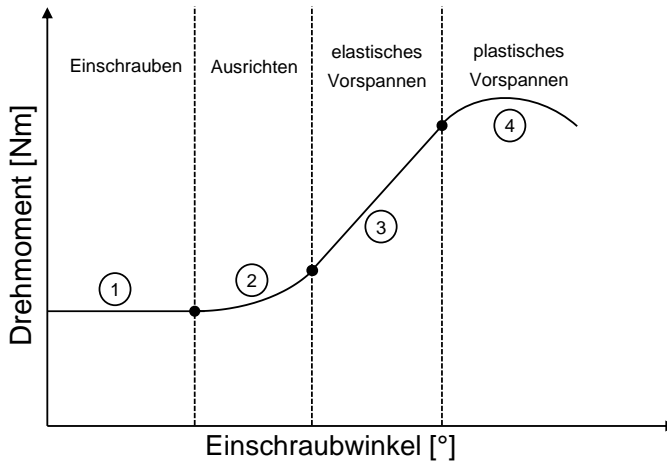 Einschrauben
Ausrichten
elastisches
Vorspannen
plastisches
Vorspannen
1
2
3
4
Drehmoment [Nm]
Einschraubwinkel [°]